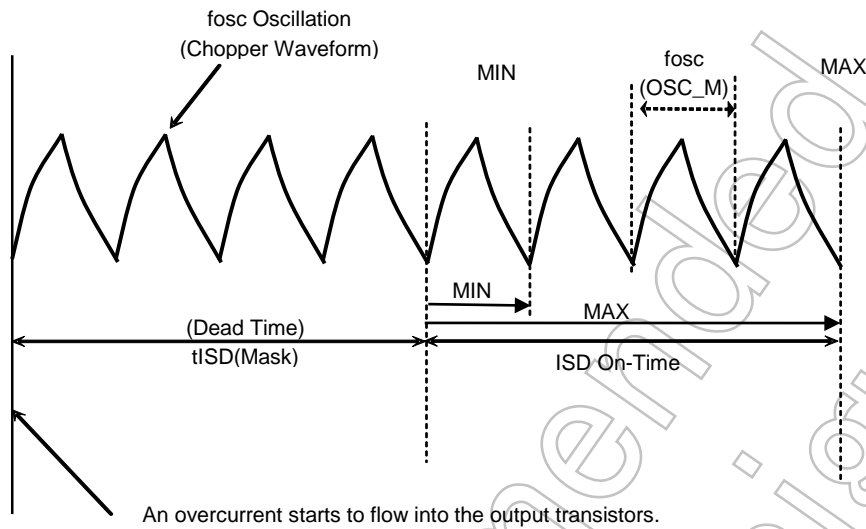 fosc Oscillation
(Chopper Waveform)
MIN
fosc
(OSC_M)
MAX
MIN
MAX
(Dead Time)
tISD(Mask)
ISD On-Time
An overcurrent starts to flow into the output transistors.